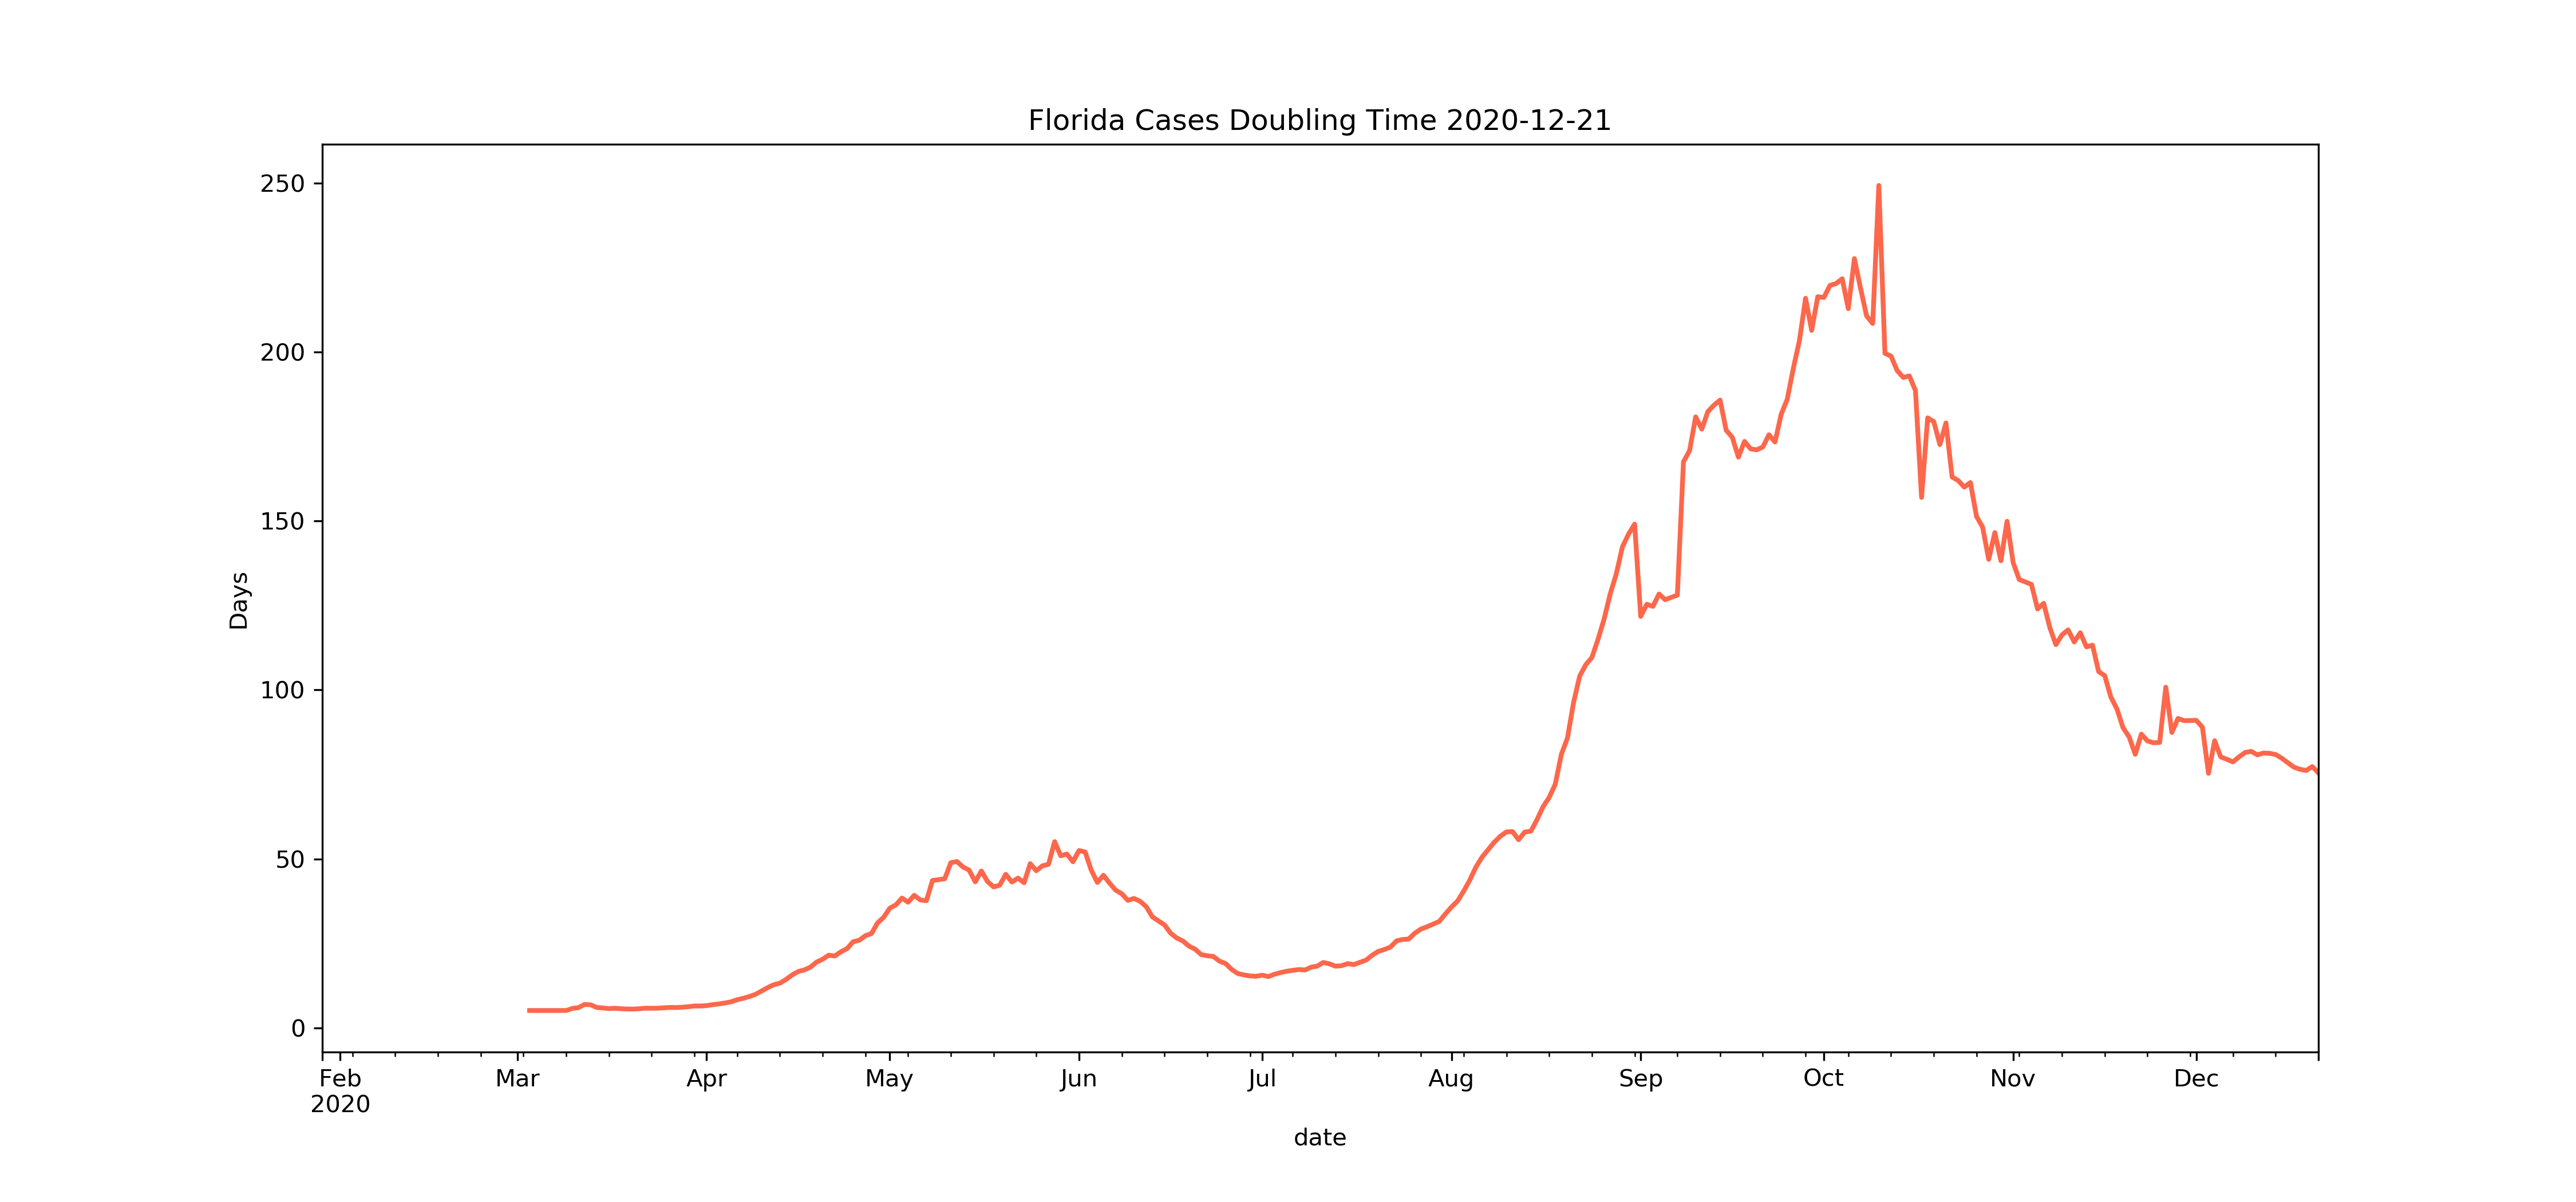 Florida Cases Doubling Time 2020-12-21
250
200
150
100
50
0
Days
Feb Mar Apr May Jun Jul Aug Sep Oct Nov Dec
2020
date